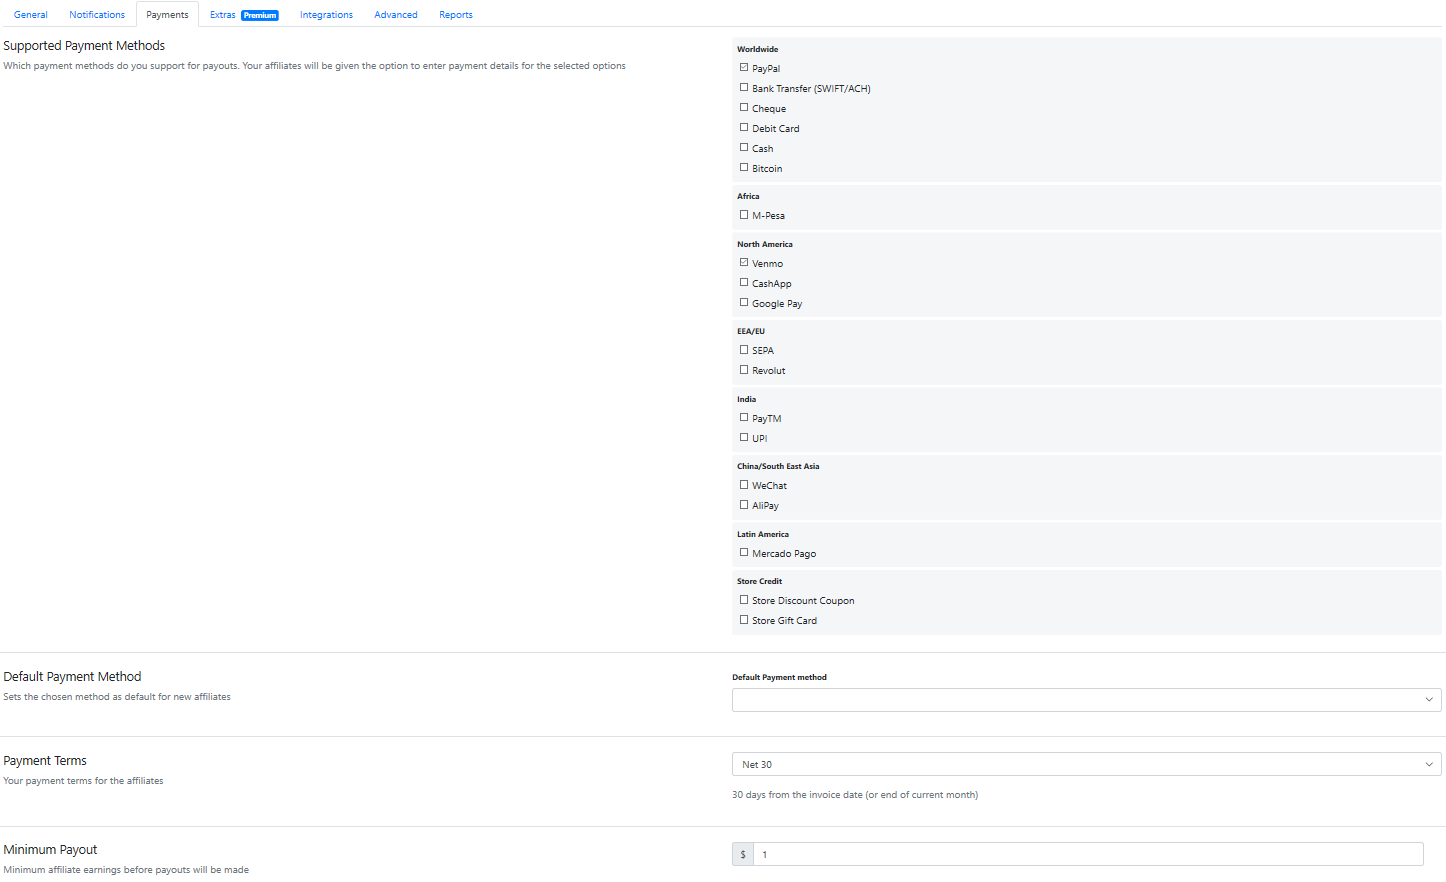 General Notifications Payments Extras Premium Integrations Advanced Reports
Supported Payment Methods
Which payment methods do you support for payouts. Your affiliates will be given the option to enter payment details for the selected options
Worldwide
PayPal
Bank Transfer (SWIFT/ACH)
Cheque
Debit Card
Cash
Bitcoin
Africa
M-Pesa
North America
Venmo
CashApp
Google Pay
EEA/EU
SEPA
Revolut
India
PayTM
UPI
China/South East Asia
WeChat
AliPay
Latin America
Mercado Pago
Store Credit
Store Discount Coupon
Store Gift Card
Default Payment Method
Sets the chosen method as default for new affiliates
Default Payment method
Payment Terms
Your payment terms for the affiliates
Net 30
30 days from the invoice date (or end of current month)
Minimum Payout
Minimum affiliate earnings before payouts will be made
$ 1